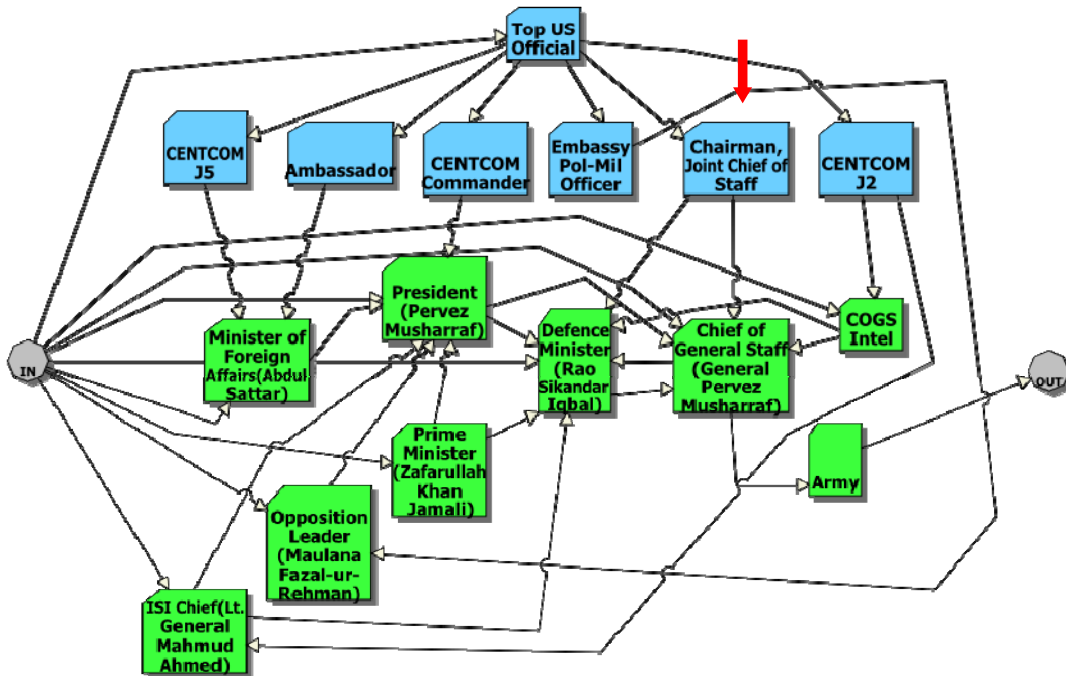 Top US
Official
CENTCOM
J5
Ambassador
CENTCOM
Commander
Embassy
Pol-Mil
Officer
Chairman,
Joint Chief of
Staff
CENTCOM
J2
President
(Pervez
Musharraf)
Minister of
Foreign
Affairs(Abdul
Sattar)
Defence
Minister
(Rao
Sikandar
Iqbal)
Chief of
General Staff
(General
Pervez
Musharraf)
COGS
Intel
IN
OUT
Prime
Minister
(Zafarullah
Khan
Jamali)
Army
Opposition
Leader
(Maulana
Fazal-ur-
Rehman)
ISI Chief(Lt.
General
Mahmud
Ahmed)